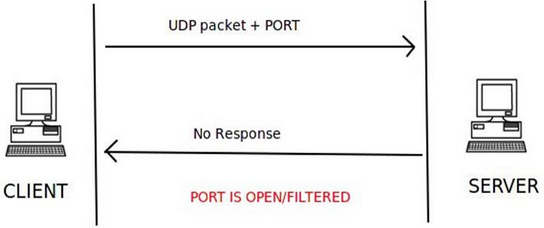 UDP packet + PORT
No Response
CLIENT
SERVER
PORT IS OPEN/FILTERED